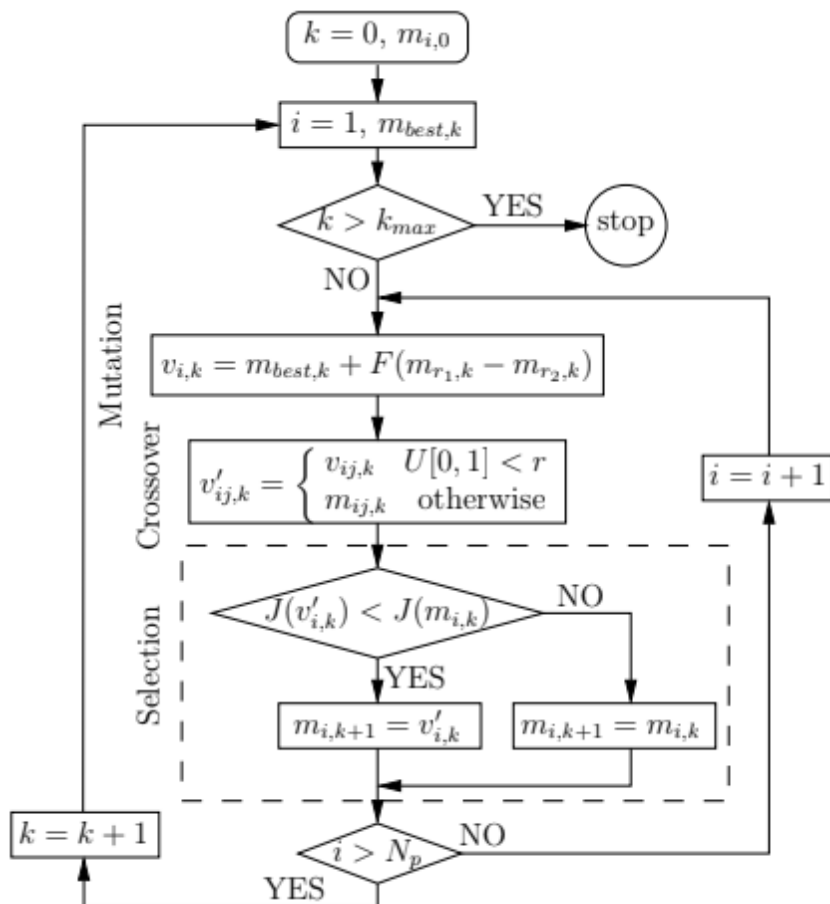 k = 0, m_{i,0}
i = 1, m_{best,k}
k > k_{max}
YES
stop
NO
Mutation
v_{i,k} = m_{best,k} + F(m_{r_1,k} − m_{r_2,k})
Crossover
v'_{ij,k} = { v_{ij,k} U[0, 1] < r
m_{ij,k} otherwise
i = i + 1
Selection
J(v'_{i,k}) < J(m_{i,k})
NO
YES
m_{i,k+1} = v'_{i,k}
m_{i,k+1} = m_{i,k}
k = k + 1
i > N_p
NO
YES